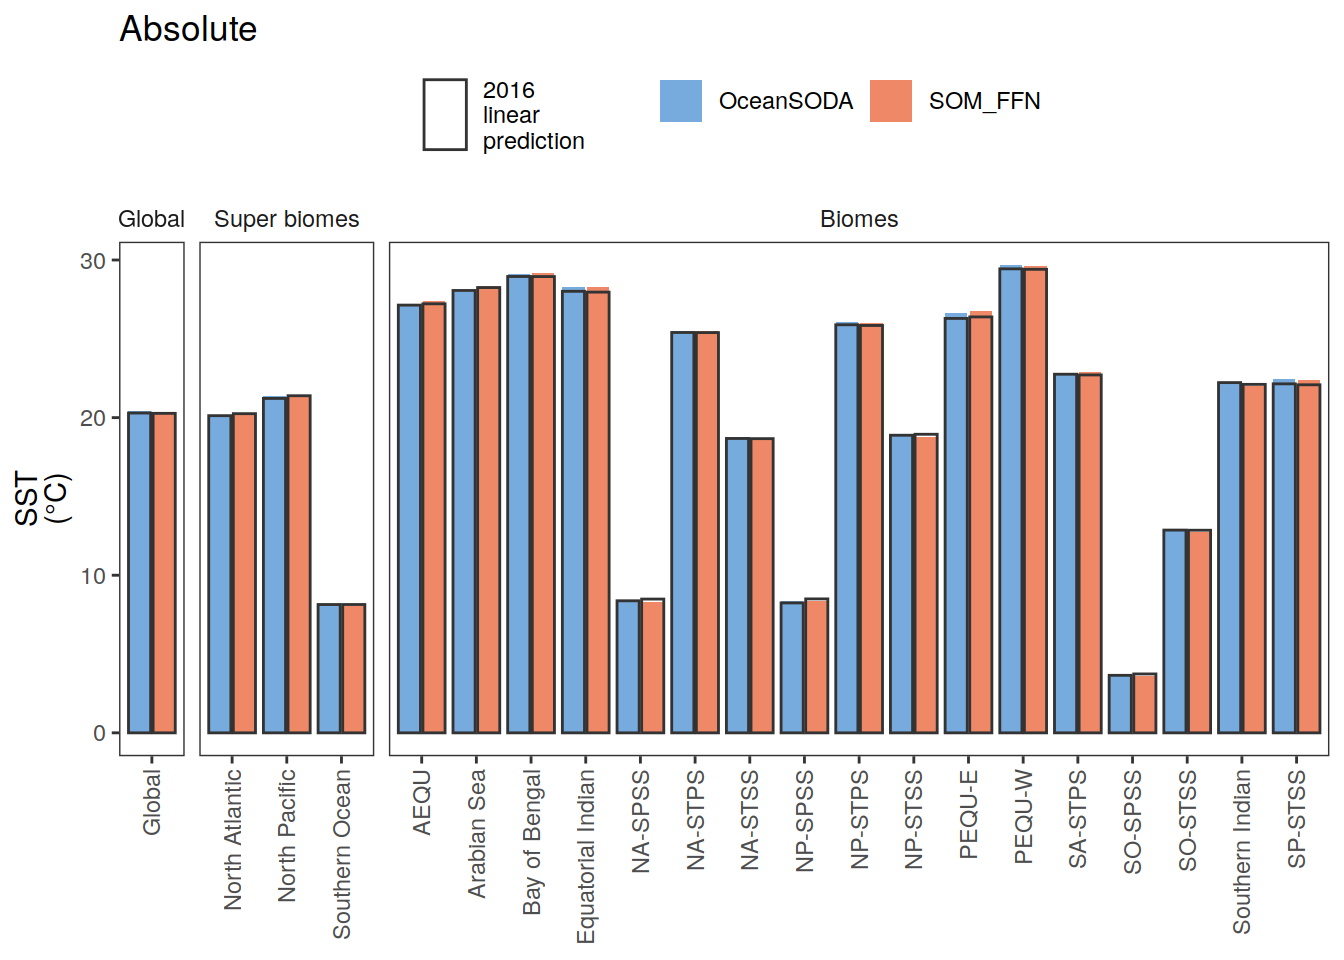 Absolute
2016
linear
prediction
OceanSODA
SOM_FFN
Global
Super biomes
Biomes
SST
(°C)
30
20
10
0
Global
North Atlantic
North Pacific
Southern Ocean
AEQU
Arabian Sea
Bay of Bengal
Equatorial Indian
NA-SPSS
NA-STPS
NA-STSS
NP-SPSS
NP-STPS
NP-STSS
PEQU-E
PEQU-W
SA-STPS
SO-SPSS
SO-STSS
Southern Indian
SP-STSS